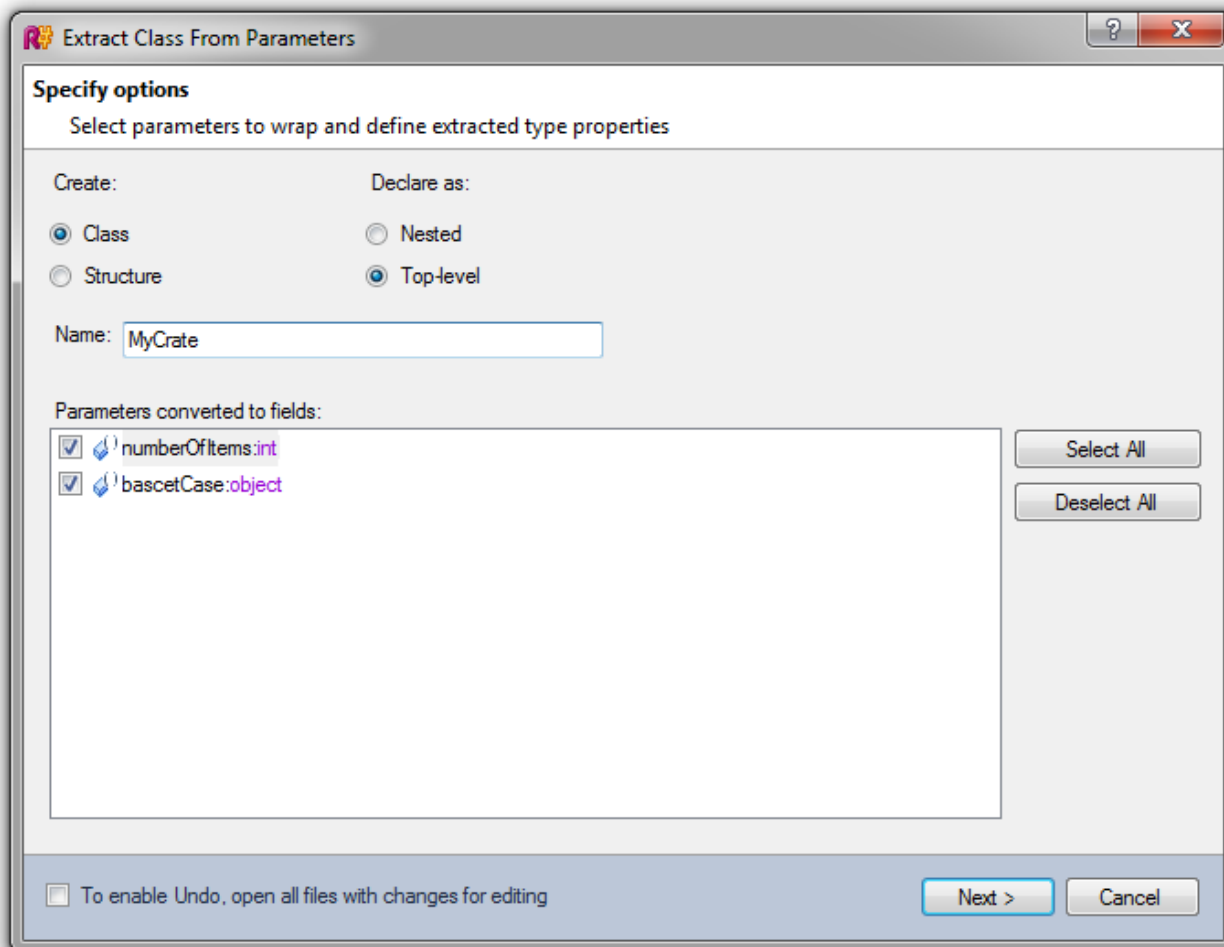 R# Extract Class From Parameters
Specify options
Select parameters to wrap and define extracted type properties
Create: Declare as:
Class Nested
Structure Top-level
Name: MyCrate
Parameters converted to fields:
numberOfItems:int Select All
bascetCase:object Deselect All
To enable Undo, open all files with changes for editing Next > Cancel